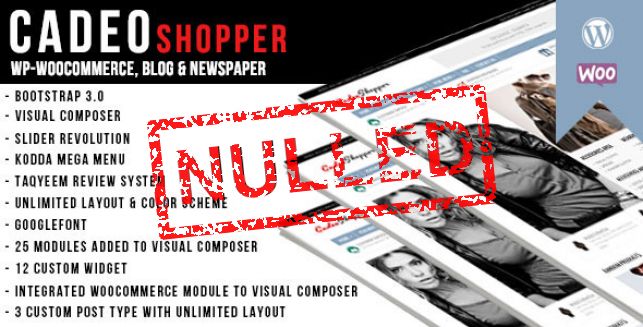 CADEO SHOPPER
WP-WOOCOMMERCE, BLOG & NEWSPAPER
- BOOTSTRAP 3.0
- VISUAL COMPOSER
- SLIDER REVOLUTION
- KODDA MEGA MENU
- TAQYEEM REVIEW SYSTEM
- UNLIMITED LAYOUT & COLOR SCHEME
- GOOGLEFONT
- 25 MODULES ADDED TO VISUAL COMPOSER
- 12 CUSTOM WIDGET
- INTEGRATED WOOCOMMERCE MODULE TO VISUAL COMPOSER
- 3 CUSTOM POST TYPE WITH UNLIMITED LAYOUT
NULLED
W
WOO